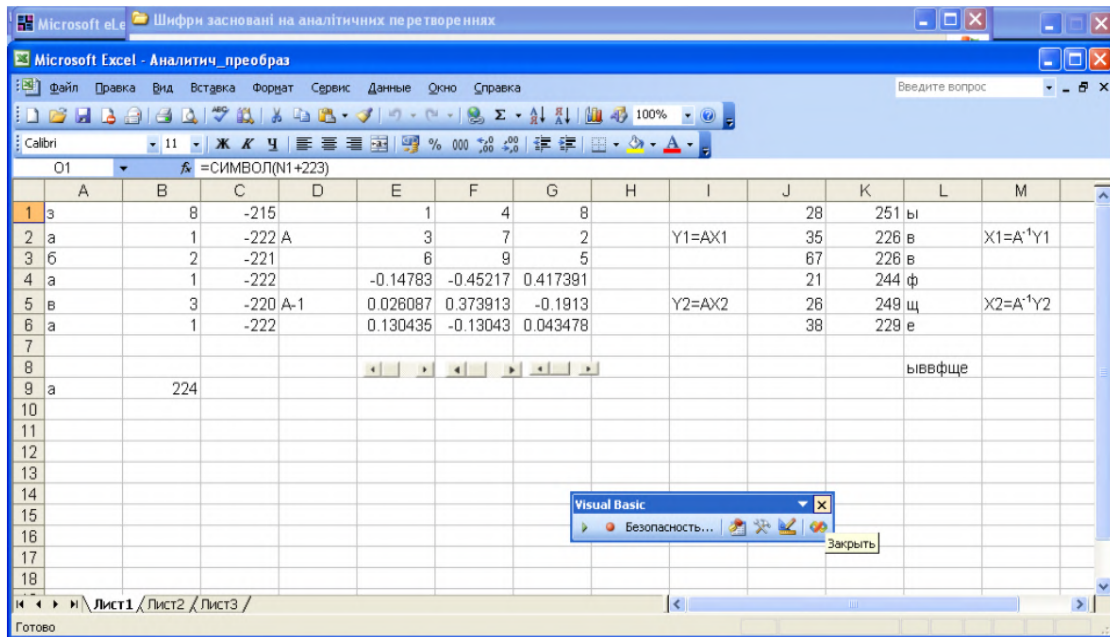 Microsoft eLe Шифри засновані на аналітичних перетвореннях
Microsoft Excel - Аналитич_преобраз
Файл Правка Вид Вставка Формат Сервис Данные Окно Справка Введите вопрос
100%
Calibri 11 Ж К Ч % 000
O1 fx =СИМВОЛ(N1+223)
A B C D E F G H I J K L M
1 з 8 -215 1 4 8 28 251 ы
2 а 1 -222 А 3 7 2 Y1=AX1 35 226 в X1=A-1Y1
3 б 2 -221 6 9 5 67 226 в
4 а 1 -222 -0.14783 -0.45217 0.417391 21 244 ф
5 в 3 -220 A-1 0.026087 0.373913 -0.1913 Y2=AX2 26 249 щ X2=A-1Y2
6 а 1 -222 0.130435 -0.13043 0.043478 38 229 е
7
8 ыввфще
9 а 224
10
11
12
13
14
Visual Basic
15
Безопасность...
16
Закрыть
17
18
Лист1 Лист2 Лист3
Готово